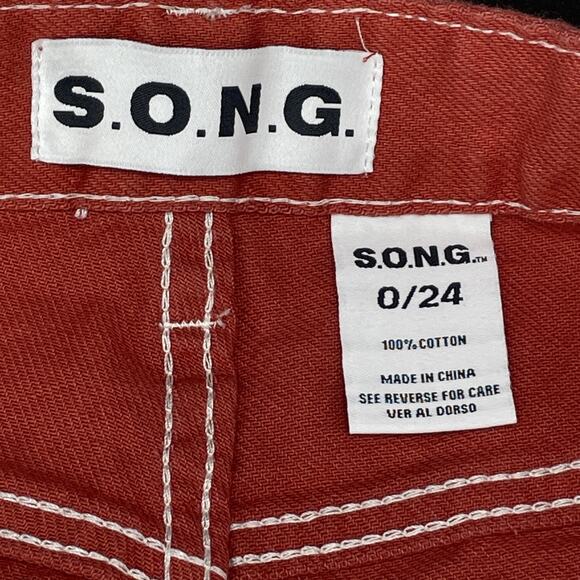 S.O.N.G.
S.O.N.G.™
0/24
100% COTTON
MADE IN CHINA
SEE REVERSE FOR CARE
VER AL DORSO